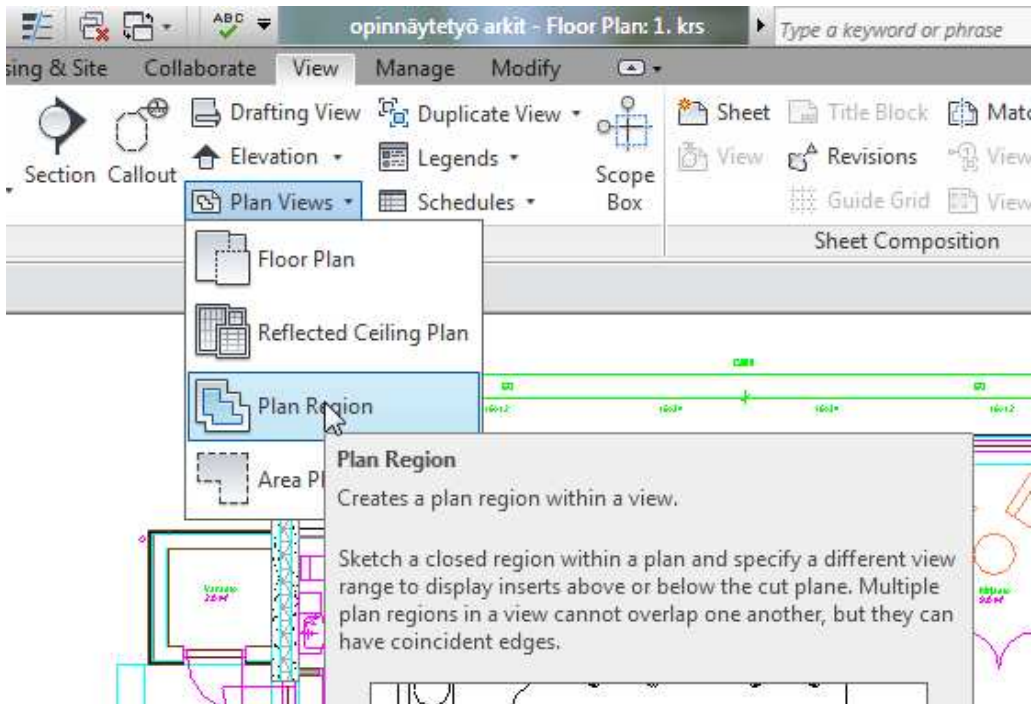 ABC
opinnäytetyö arkit - Floor Plan: 1. krs
Type a keyword or phrase
sing & Site Collaborate View Manage Modify
Section
Callout
Drafting View
Elevation
Plan Views
Duplicate View
Legends
Schedules
Scope
Box
Sheet
View
Title Block
Revisions
Guide Grid
Matc
View
View
Sheet Composition
Floor Plan
Reflected Ceiling Plan
Plan Region
Area Pl
Plan Region
Creates a plan region within a view.
Sketch a closed region within a plan and specify a different view
range to display inserts above or below the cut plane. Multiple
plan regions in a view cannot overlap one another, but they can
have coincident edges.